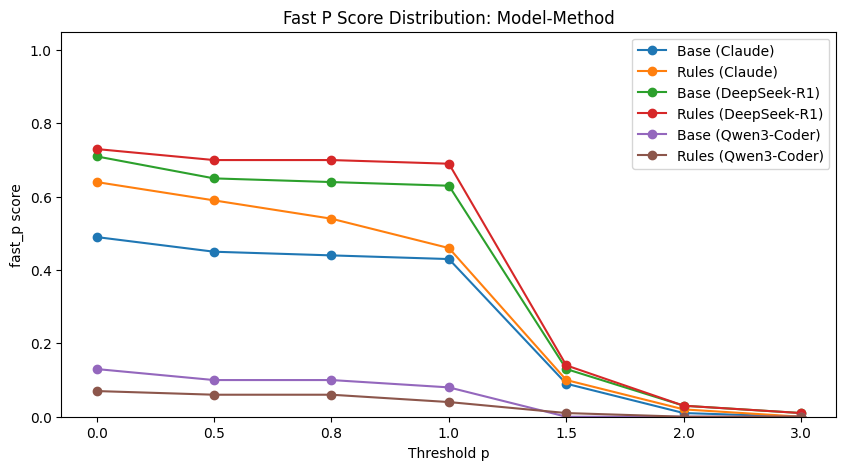 Fast P Score Distribution: Model-Method
1.0
0.8
0.6
0.4
0.2
0.0
fast_p score
Base (Claude)
Rules (Claude)
Base (DeepSeek-R1)
Rules (DeepSeek-R1)
Base (Qwen3-Coder)
Rules (Qwen3-Coder)
0.0 0.5 0.8 1.0 1.5 2.0 3.0
Threshold p